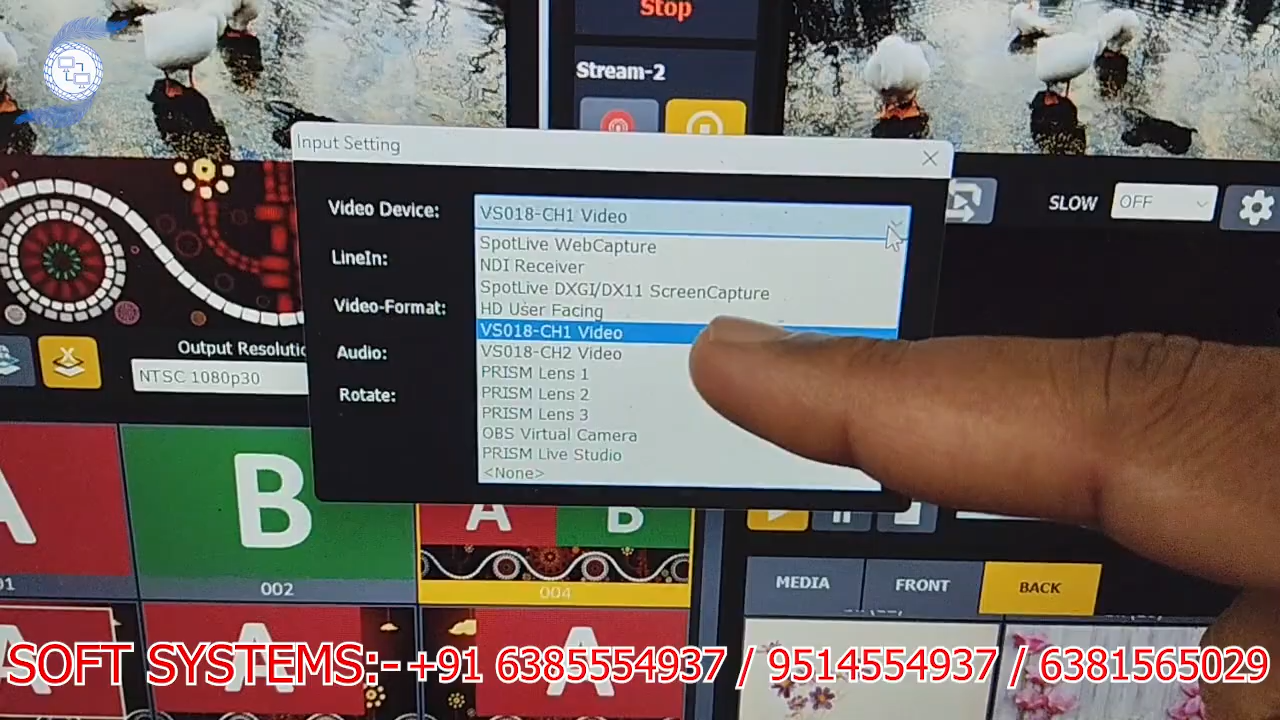 Stop
Stream-2
Input Setting
Video Device:
VS018-CH1 Video
SLOW
OFF
SpotLive WebCapture
LineIn:
NDI Receiver
SpotLive DXGI/DX11 ScreenCapture
Video-Format:
HD User Facing
VS018-CH1 Video
Output Resolutio
Audio:
VS018-CH2 Video
NTSC 1080p30
PRISM Lens 1
Rotate:
PRISM Lens 2
PRISM Lens 3
OBS Virtual Camera
PRISM Live Studio
<None>
A
B
A
B
01
002
004
MEDIA
FRONT
BACK
A
A
A
SOFT SYSTEMS:-+91 6385554937 / 9514554937 / 6381565029